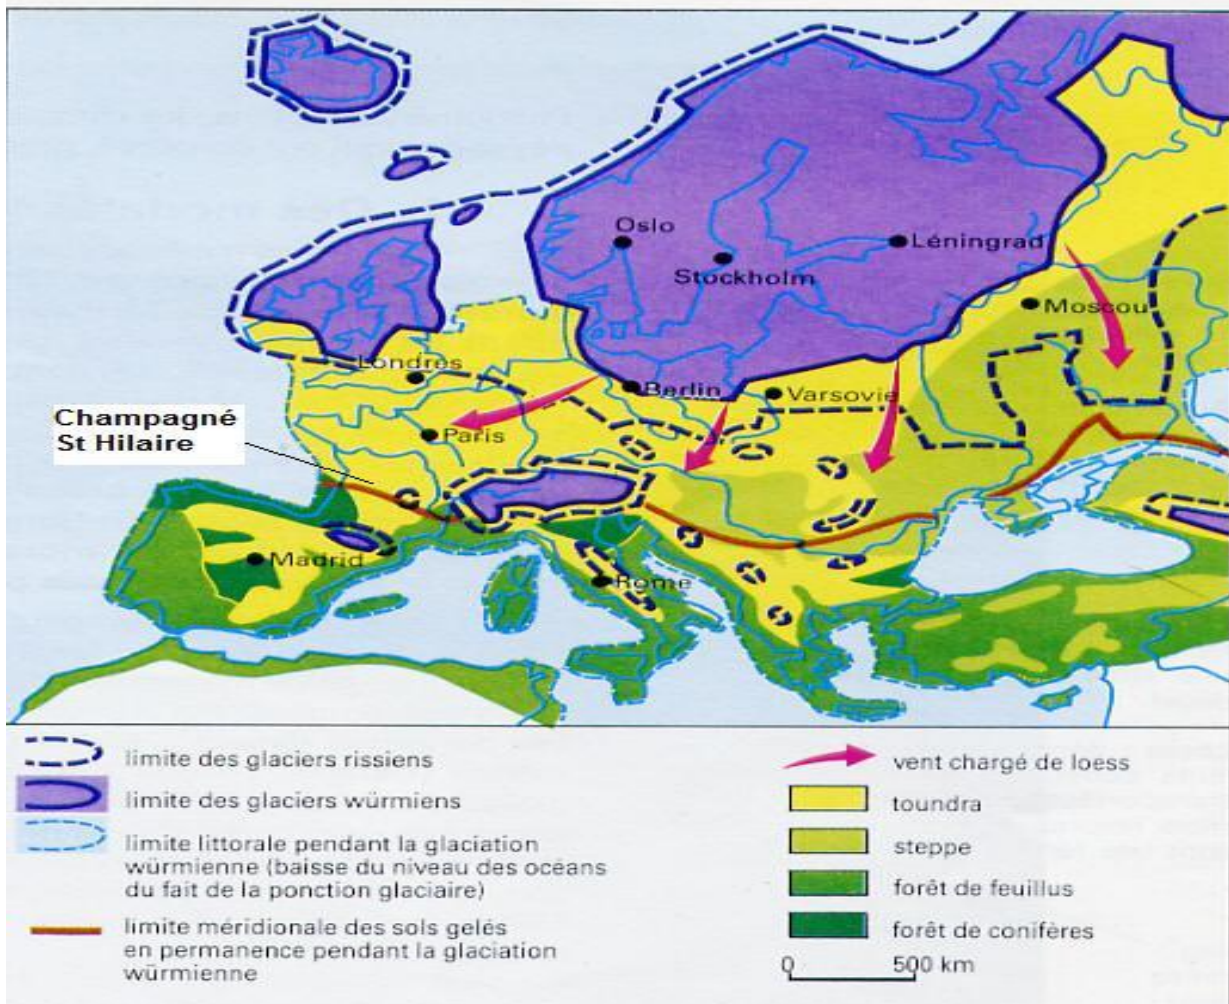 Oslo
Stockholm
Léningrad
Moscou
Londres
Berlin
Varsovie
Champagné
St Hilaire
Paris
Madrid
Rome
limite des glaciers rissiens
limite des glaciers würmiens
limite littorale pendant la glaciation
würmienne (baisse du niveau des océans
du fait de la ponction glaciaire)
limite méridionale des sols gelés
en permanence pendant la glaciation
würmienne
vent chargé de loess
toundra
steppe
forêt de feuillus
forêt de conifères
0 500 km